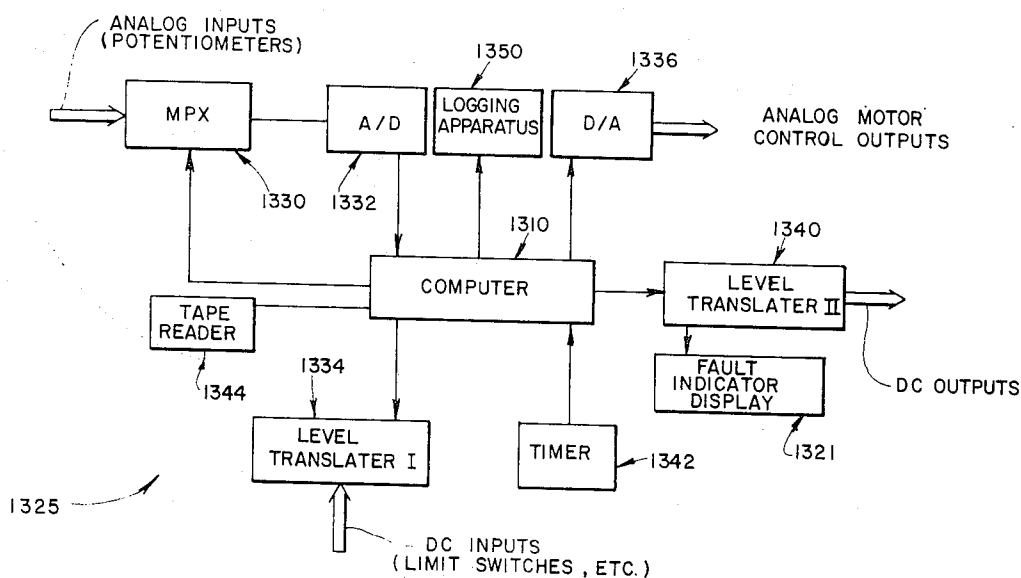 ANALOG INPUTS
(POTENTIOMETERS)
1350
1336
MPX
A/D
LOGGING
APPARATUS
D/A
ANALOG MOTOR
CONTROL OUTPUTS
1330
1332
1310
1340
COMPUTER
LEVEL
TRANSLATER II
TAPE
READER
1344
1334
FAULT
INDICATOR
DISPLAY
DC OUTPUTS
LEVEL
TRANSLATER I
TIMER
1342
1321
1325
DC INPUTS
(LIMIT SWITCHES, ETC.)